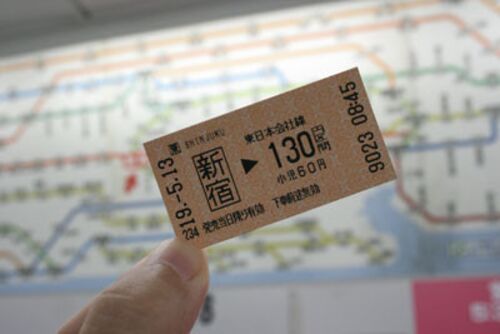 東 SHINJUKU
新宿
東日本会社線
▶130円区間
小児60円
19.-5.13
234
発売当日限り有効 下車前途無効
9023 08:45